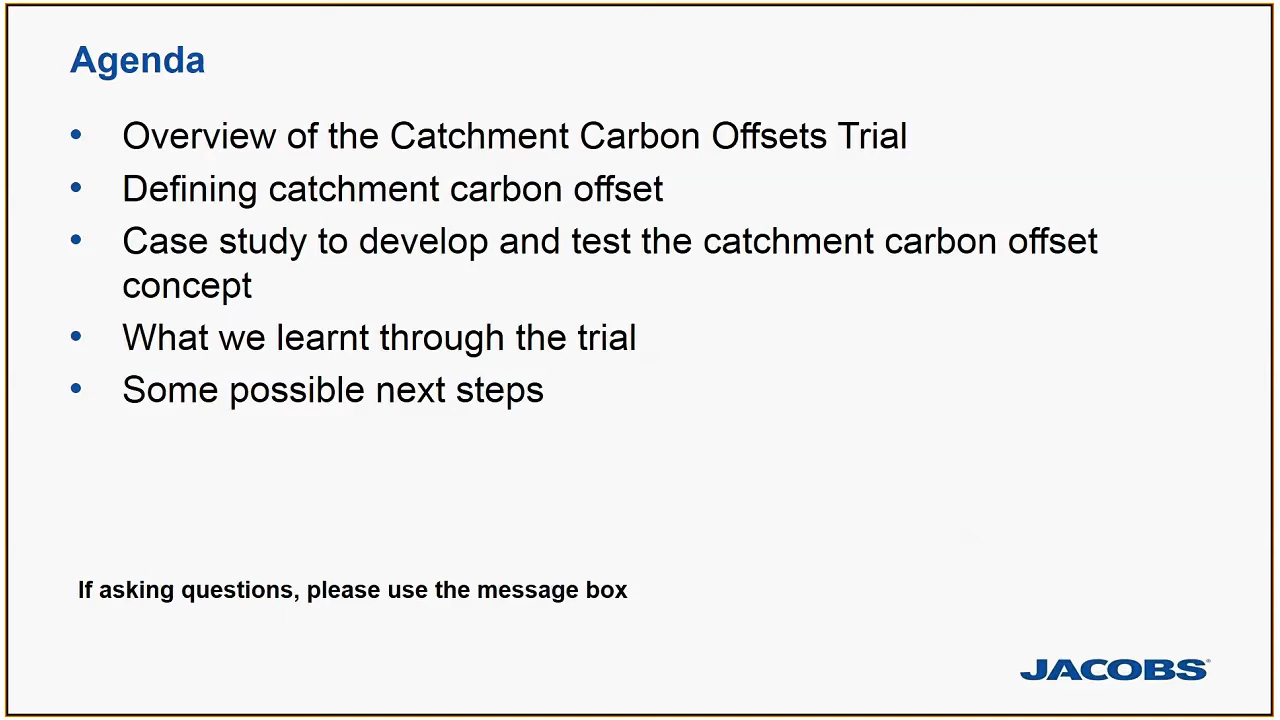 Agenda
• Overview of the Catchment Carbon Offsets Trial
• Defining catchment carbon offset
• Case study to develop and test the catchment carbon offset
concept
• What we learnt through the trial
• Some possible next steps
If asking questions, please use the message box
JACOBS